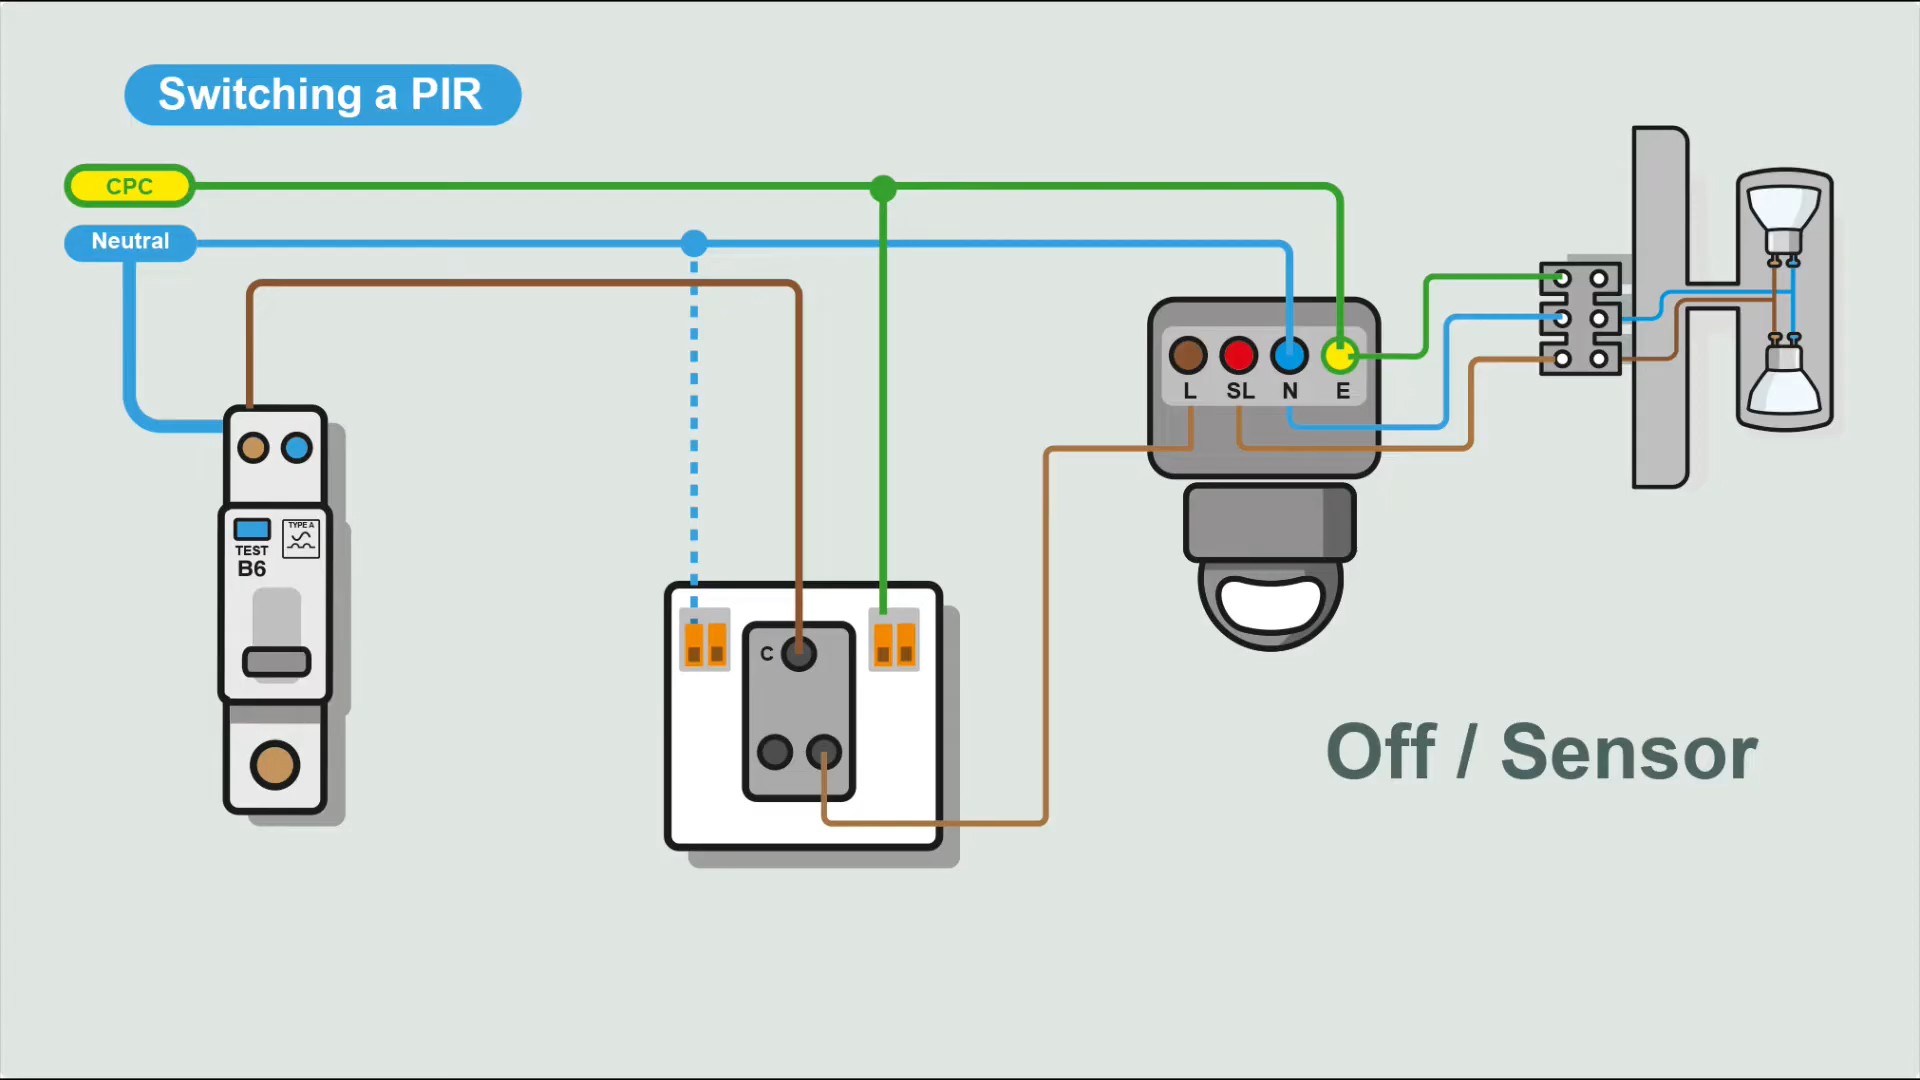 Switching a PIR
CPC
Neutral
L SL N E
TYPE A
TEST
B6
C
Off / Sensor